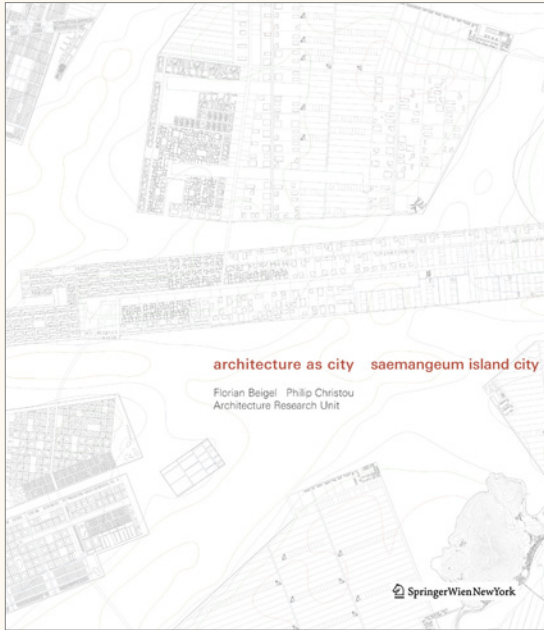 architecture as city saemangeum island city
Florian Beigel Philip Christou
Architecture Research Unit
SpringerWienNewYork